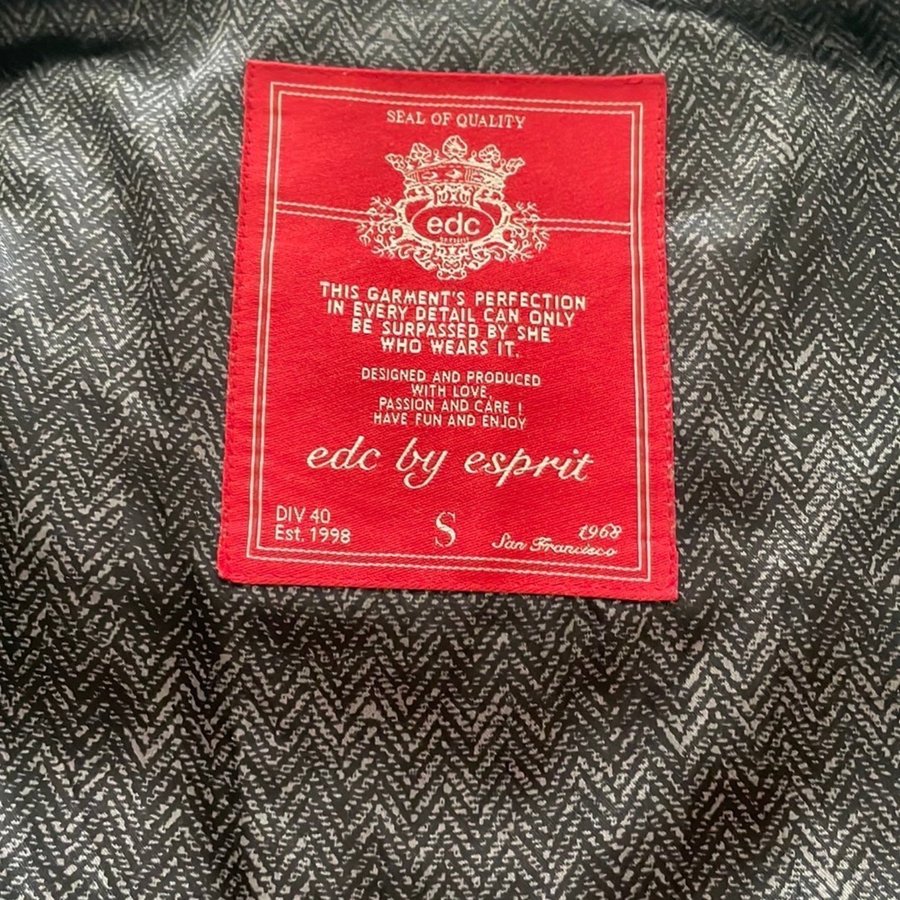 SEAL OF QUALITY
edc
THIS GARMENT'S PERFECTION
IN EVERY DETAIL CAN ONLY
BE SURPASSED BY SHE
WHO WEARS IT.
DESIGNED AND PRODUCED
WITH LOVE,
PASSION AND CARE !
HAVE FUN AND ENJOY
edc by esprit
DIV 40
Est. 1998
S
1968
San Francisco